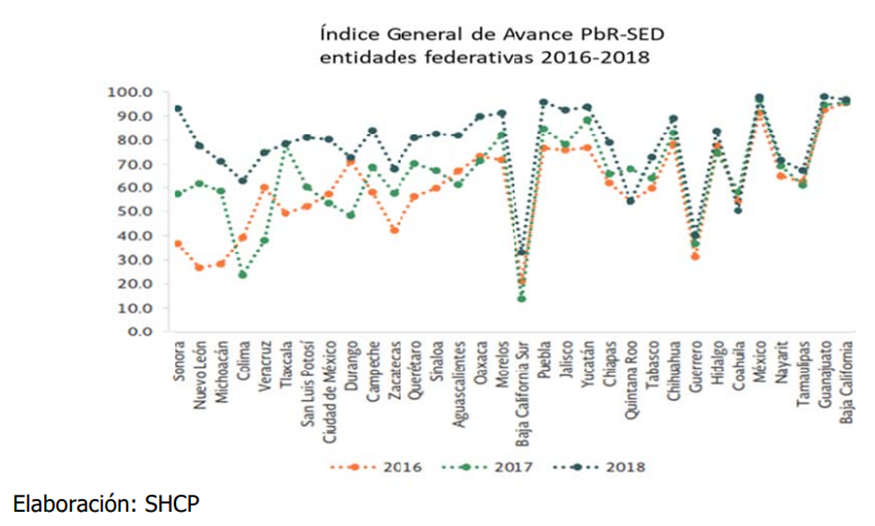 Índice General de Avance PbR-SED
entidades federativas 2016-2018
100.0
90.0
80.0
70.0
60.0
50.0
40.0
30.0
20.0
10.0
0.0
Sonora
Nuevo León
Michoacán
Colima
Veracruz
Tlaxcala
San Luis Potosí
Ciudad de México
Durango
Campeche
Zacatecas
Querétaro
Sinaloa
Aguascalientes
Oaxaca
Morelos
Baja California Sur
Puebla
Jalisco
Yucatán
Chiapas
Quintana Roo
Tabasco
Chihuahua
Guerrero
Hidalgo
Coahuila
México
Nayarit
Tamaulipas
Guanajuato
Baja California
2016 2017 2018
Elaboración: SHCP